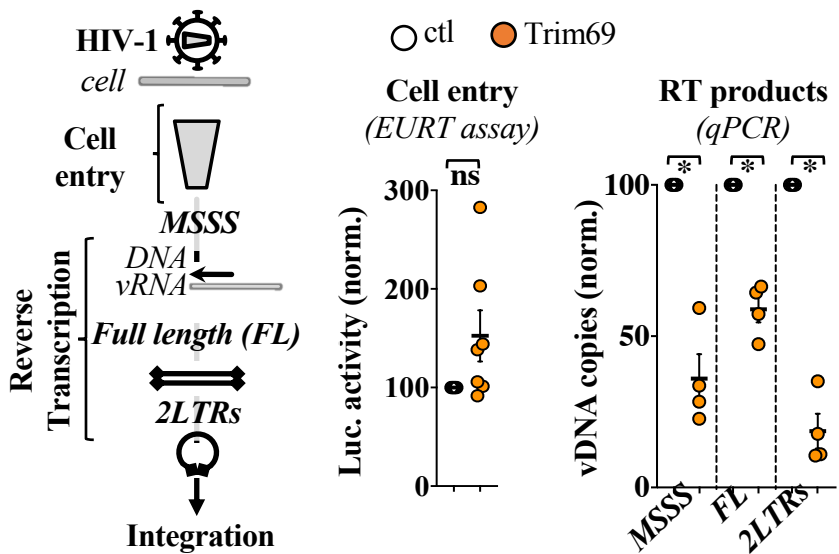 HIV-1
cell
Cell
entry
MSSS
DNA
vRNA
Reverse
Transcription
Full length (FL)
2LTRs
Integration
ctl
Trim69
Cell entry
(EURT assay)
ns
Luc. activity (norm.)
300
200
100
0
RT products
(qPCR)
* * *
vDNA copies (norm.)
100
50
0
MSSS
FL
2LTRs